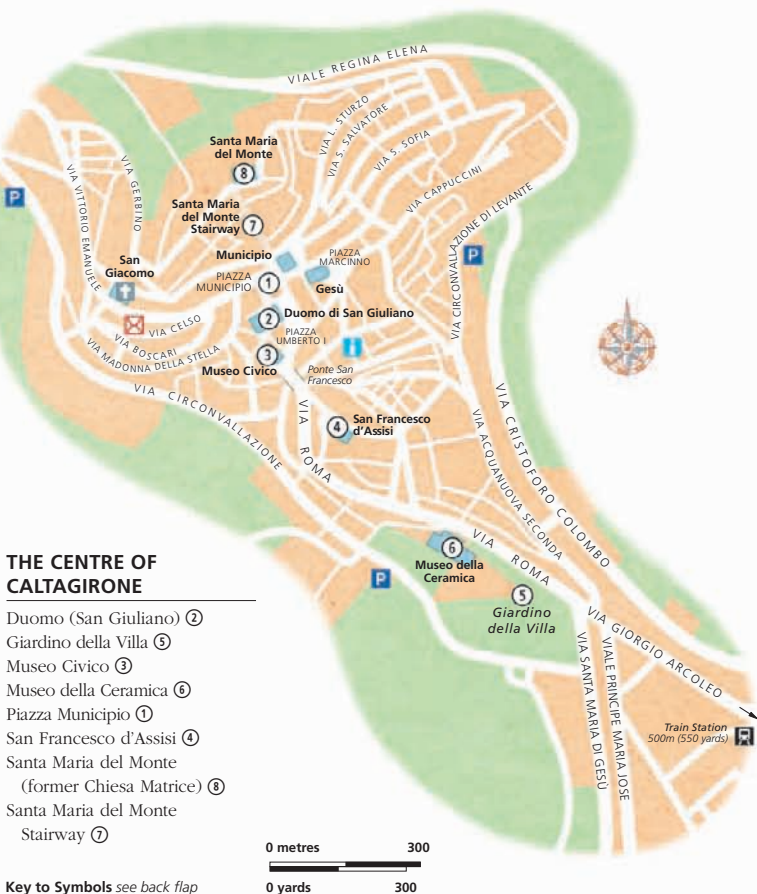 VIALE REGINA ELENA
VIA L. STURZO
VIA S. SALVATORE
VIA S. SOFIA
Santa Maria
del Monte
8
VIA CAPPUCCINI
VIA GERBINO
VIA VITTORIO EMANUELE
P
Santa Maria
del Monte
Stairway
7
VIA CIRCONVALLAZIONE DI LEVANTE
P
Municipio
PIAZZA
MARCINNO
San
Giacomo
PIAZZA
MUNICIPIO
1
Gesù
2
Duomo di San Giuliano
VIA CELSO
PIAZZA
UMBERTO I
i
VIA BOSCARI
VIA MADONNA DELLA STELLA
3
Museo Civico
Ponte San
Francesco
VIA CIRCONVALLAZIONE
VIA ROMA
4
San Francesco
d'Assisi
VIA ACQUANUOVA SECONDA
VIA CRISTOFORO COLOMBO
VIA ROMA
6
Museo della
Ceramica
P
5
Giardino
della Villa
VIA GIORGIO ARCOLEO
VIA SANTA MARIA DI GESÙ
VIALE PRINCIPE MARIA JOSE
Train Station
500m (550 yards)
THE CENTRE OF
CALTAGIRONE
Duomo (San Giuliano) ②
Giardino della Villa ⑤
Museo Civico ③
Museo della Ceramica ⑥
Piazza Municipio ①
San Francesco d'Assisi ④
Santa Maria del Monte
(former Chiesa Matrice) ⑧
Santa Maria del Monte
Stairway ⑦
0 metres 300
0 yards 300
Key to Symbols see back flap